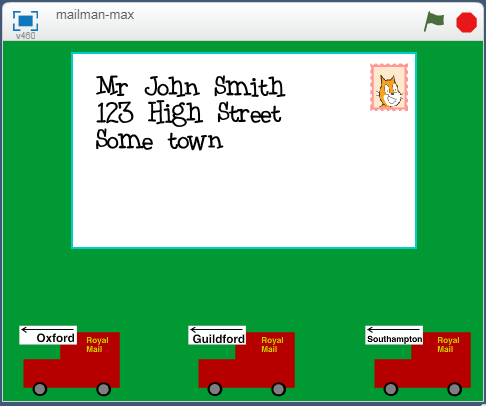 mailman-max
v460
Mr John Smith
123 High Street
Some town
Oxford
Royal
Mail
Guildford
Royal
Mail
Southampton
Royal
Mail